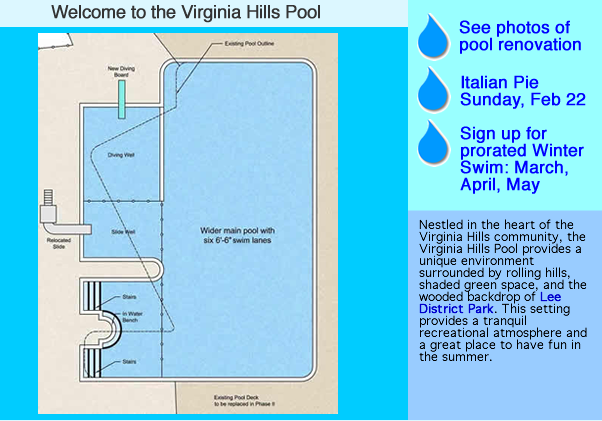 Welcome to the Virginia Hills Pool
Existing Pool Outline
New Diving
Board
Diving Well
Slide Well
Relocated
Slide
Wider main pool with
six 6'-6" swim lanes
Stairs
In Water
Bench
Stairs
Existing Pool Deck
to be replaced in Phase II
See photos of
pool renovation
Italian Pie
Sunday, Feb 22
Sign up for
prorated Winter
Swim: March,
April, May
Nestled in the heart of the
Virginia Hills community, the
Virginia Hills Pool provides a
unique environment
surrounded by rolling hills,
shaded green space, and the
wooded backdrop of Lee
District Park. This setting
provides a tranquil
recreational atmosphere and
a great place to have fun in
the summer.